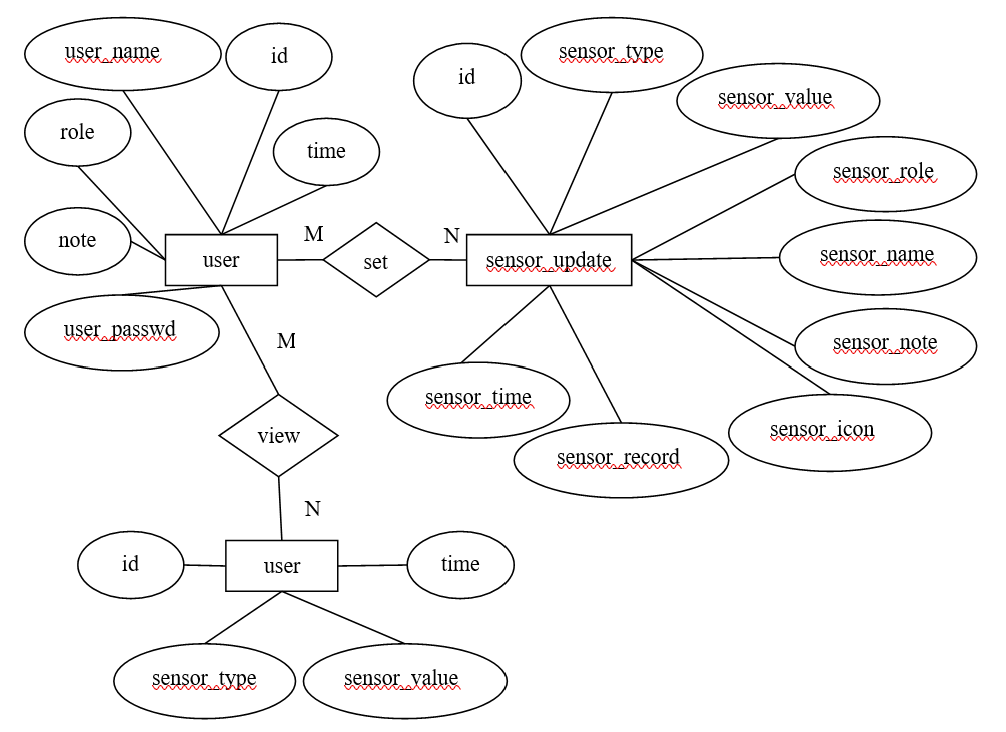 user_name
id
sensor_type
id
sensor_value
role
time
sensor_role
note
M
N
user
set
sensor_update
sensor_name
user_passwd
M
sensor_note
sensor_time
sensor_icon
view
sensor_record
N
id
user
time
sensor_type
sensor_value